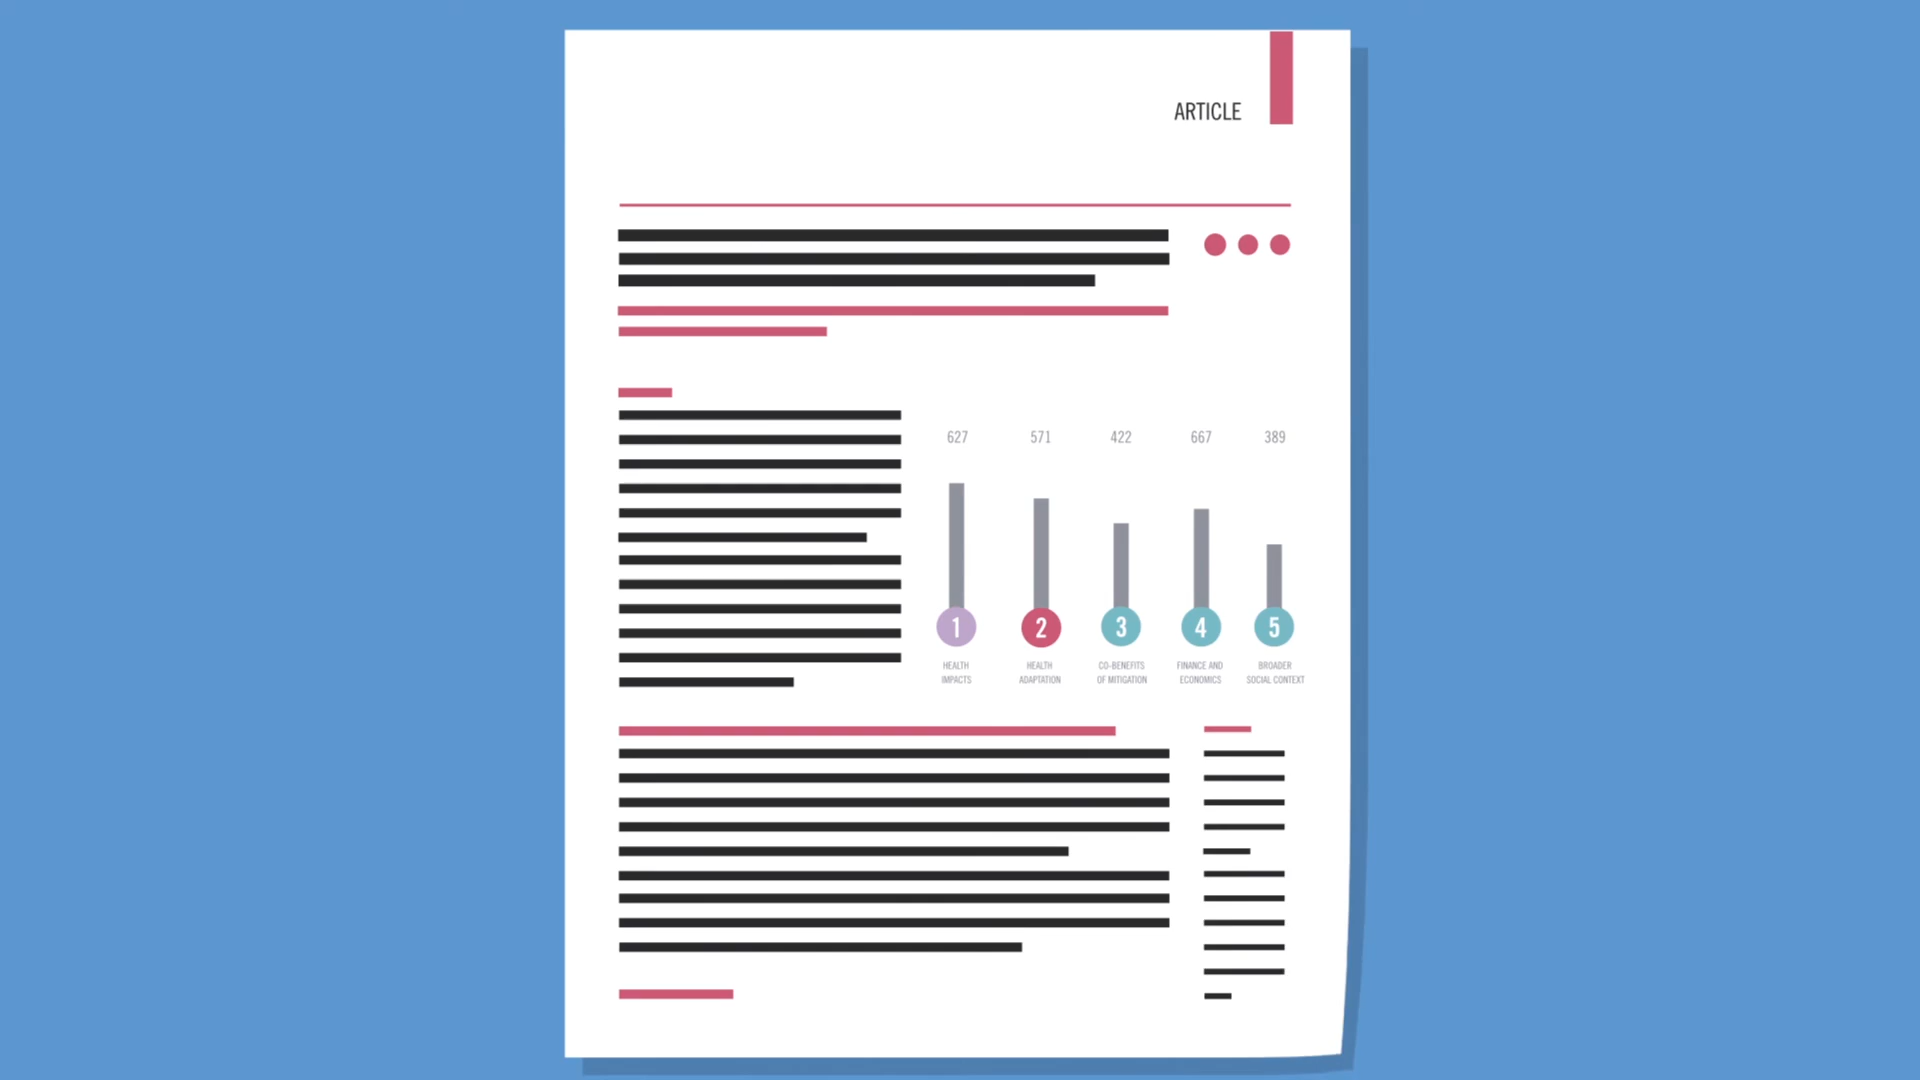 ARTICLE
627 571 422 667 389
1 2 3 4 5
HEALTH HEALTH CO-BENEFITS FINANCE AND BROADER
IMPACTS ADAPTATION OF MITIGATION ECONOMICS SOCIAL CONTEXT